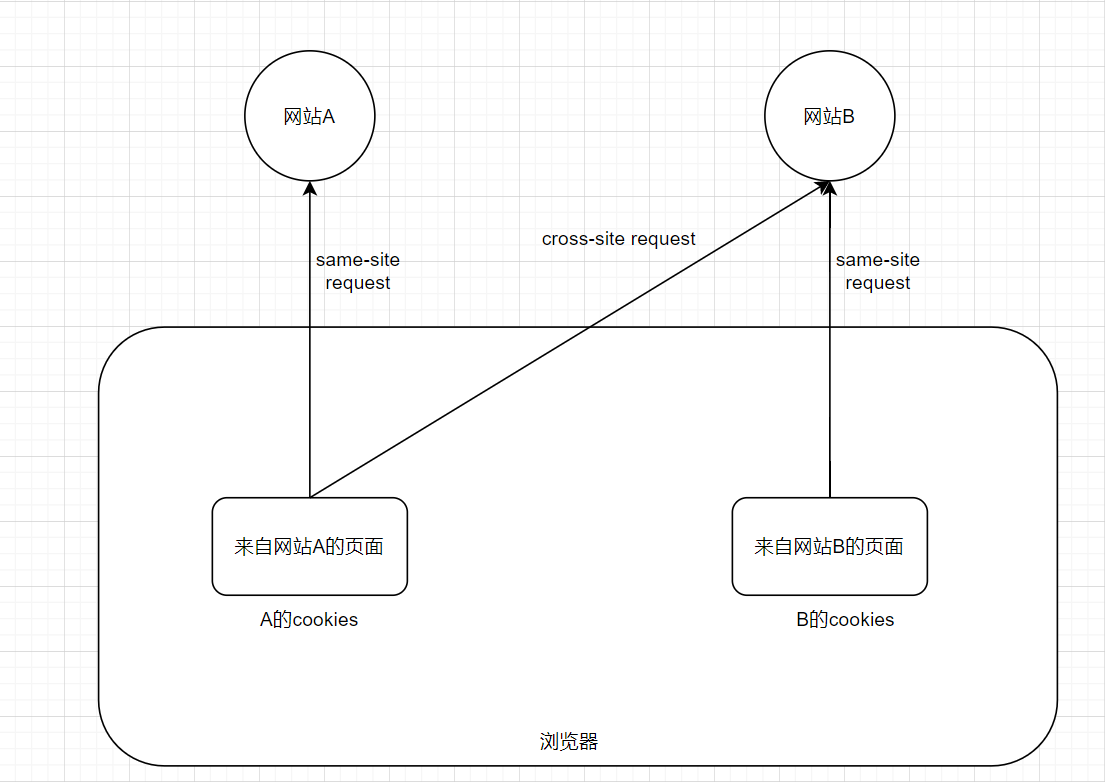 网站A
网站B
cross-site request
same-site
request
same-site
request
来自网站A的页面
来自网站B的页面
A的cookies
B的cookies
浏览器